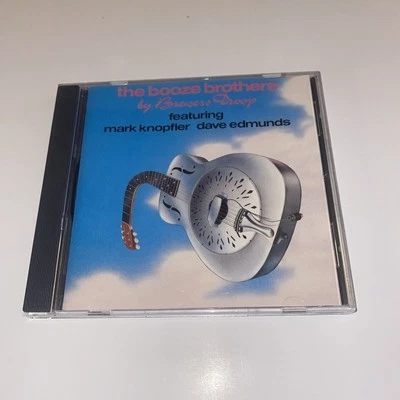 the booze brothers
by Brewers Droop
featuring
mark knopfler dave edmunds